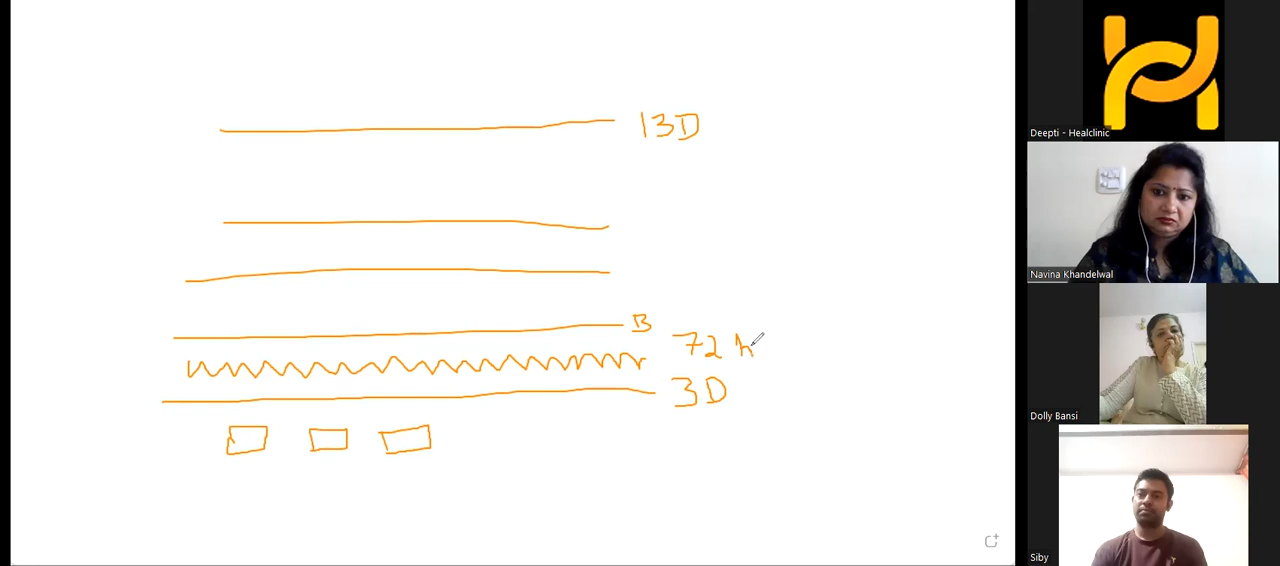 13D
B
72 h
3D
Deepti - Healclinic
Navina Khandelwal
Dolly Bansi
Siby